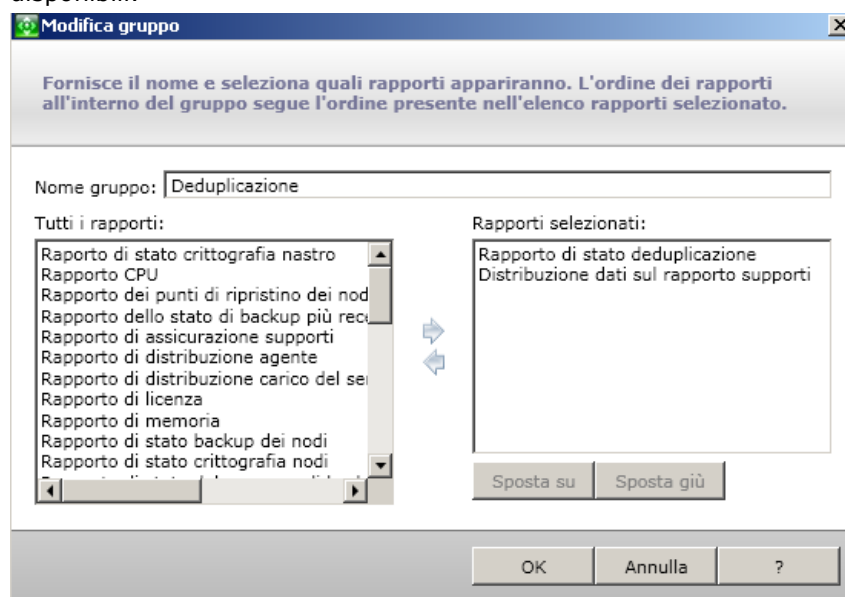 Modifica gruppo
Fornisce il nome e seleziona quali rapporti appariranno. L'ordine dei rapporti
all'interno del gruppo segue l'ordine presente nell'elenco rapporti selezionato.
Nome gruppo: Deduplicazione
Tutti i rapporti:
Raporto di stato crittografia nastro
Rapporto CPU
Rapporto dei punti di ripristino dei nod
Rapporto dello stato di backup più rece
Rapporto di assicurazione supporti
Rapporto di distribuzione agente
Rapporto di distribuzione carico del ser
Rapporto di licenza
Rapporto di memoria
Rapporto di stato backup dei nodi
Rapporto di stato crittografia nodi
Rapporti selezionati:
Rapporto di stato deduplicazione
Distribuzione dati sul rapporto supporti
Sposta su
Sposta giù
OK
Annulla
?